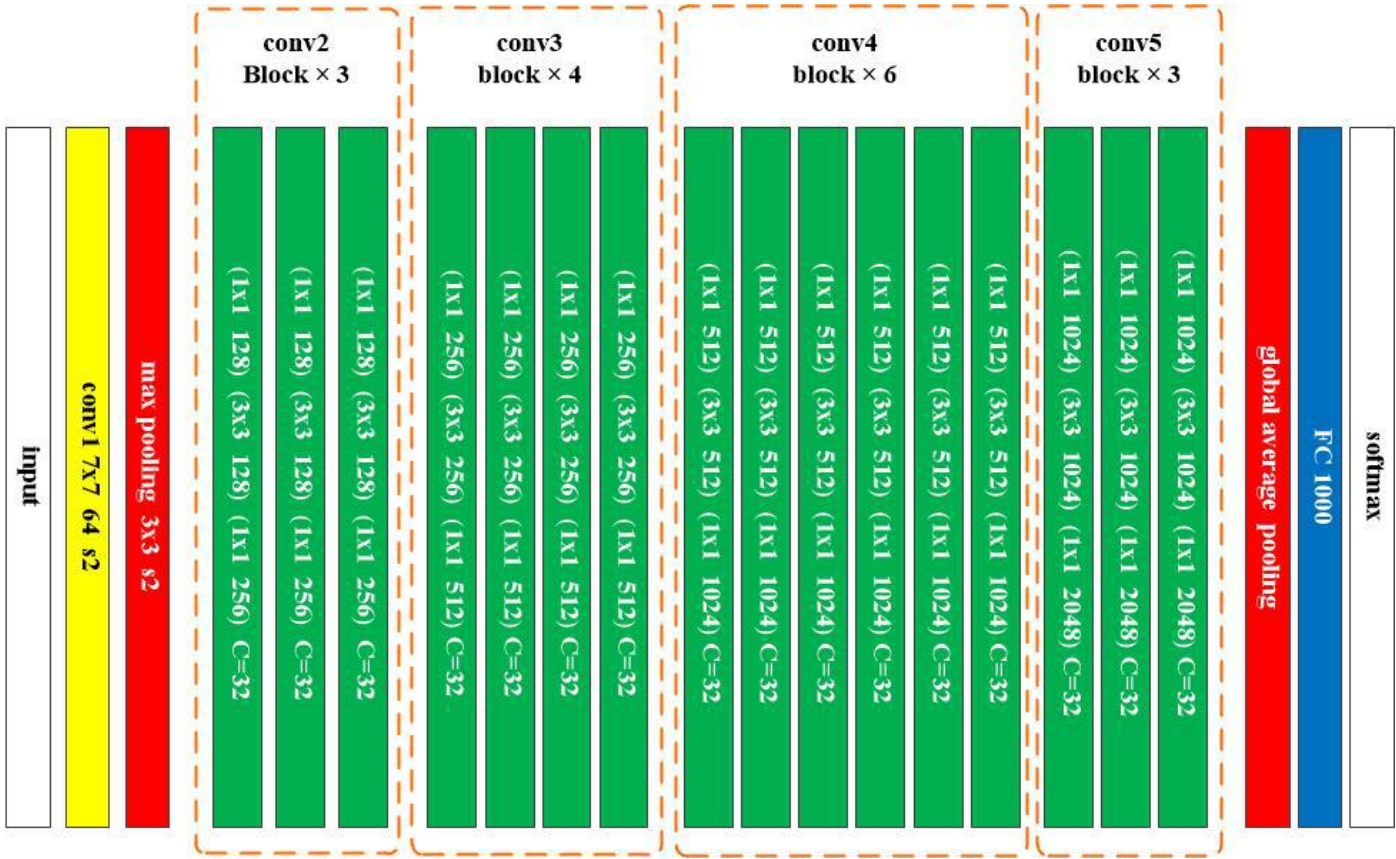 input
conv1 7x7 64 s2
max pooling 3x3 s2
conv2
Block × 3
(1x1 128) (3x3 128) (1x1 256) C=32
(1x1 128) (3x3 128) (1x1 256) C=32
(1x1 128) (3x3 128) (1x1 256) C=32
conv3
block × 4
(1x1 256) (3x3 256) (1x1 512) C=32
(1x1 256) (3x3 256) (1x1 512) C=32
(1x1 256) (3x3 256) (1x1 512) C=32
(1x1 256) (3x3 256) (1x1 512) C=32
conv4
block × 6
(1x1 512) (3x3 512) (1x1 1024) C=32
(1x1 512) (3x3 512) (1x1 1024) C=32
(1x1 512) (3x3 512) (1x1 1024) C=32
(1x1 512) (3x3 512) (1x1 1024) C=32
(1x1 512) (3x3 512) (1x1 1024) C=32
(1x1 512) (3x3 512) (1x1 1024) C=32
conv5
block × 3
(1x1 1024) (3x3 1024) (1x1 2048) C=32
(1x1 1024) (3x3 1024) (1x1 2048) C=32
(1x1 1024) (3x3 1024) (1x1 2048) C=32
global average pooling
FC 1000
softmax